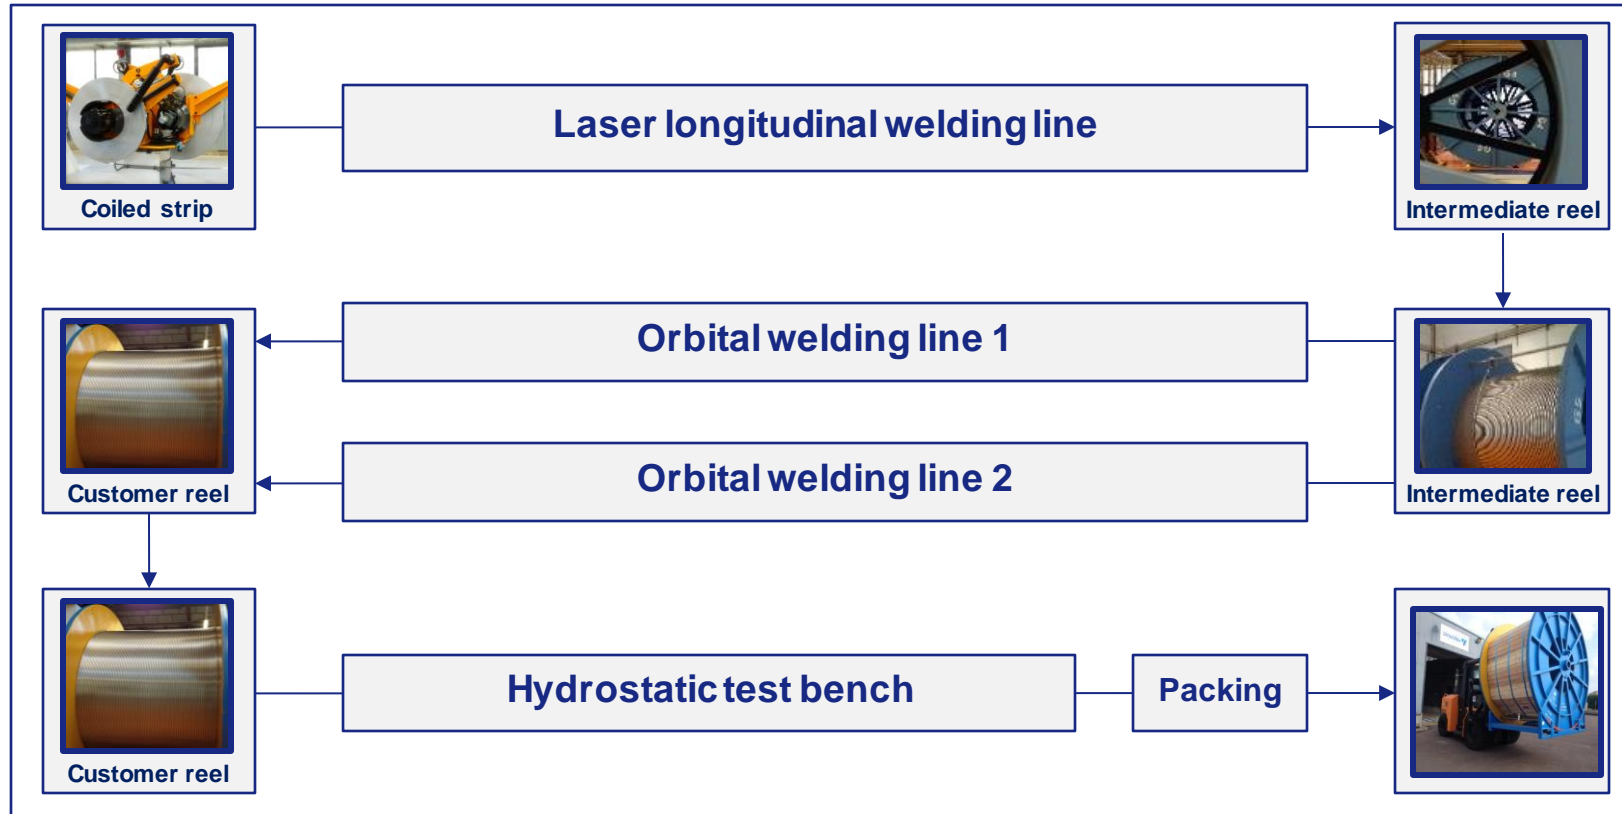 Laser longitudinal welding line
Coiled strip
Intermediate reel
Orbital welding line 1
Orbital welding line 2
Customer reel
Intermediate reel
Hydrostatic test bench
Packing
Customer reel